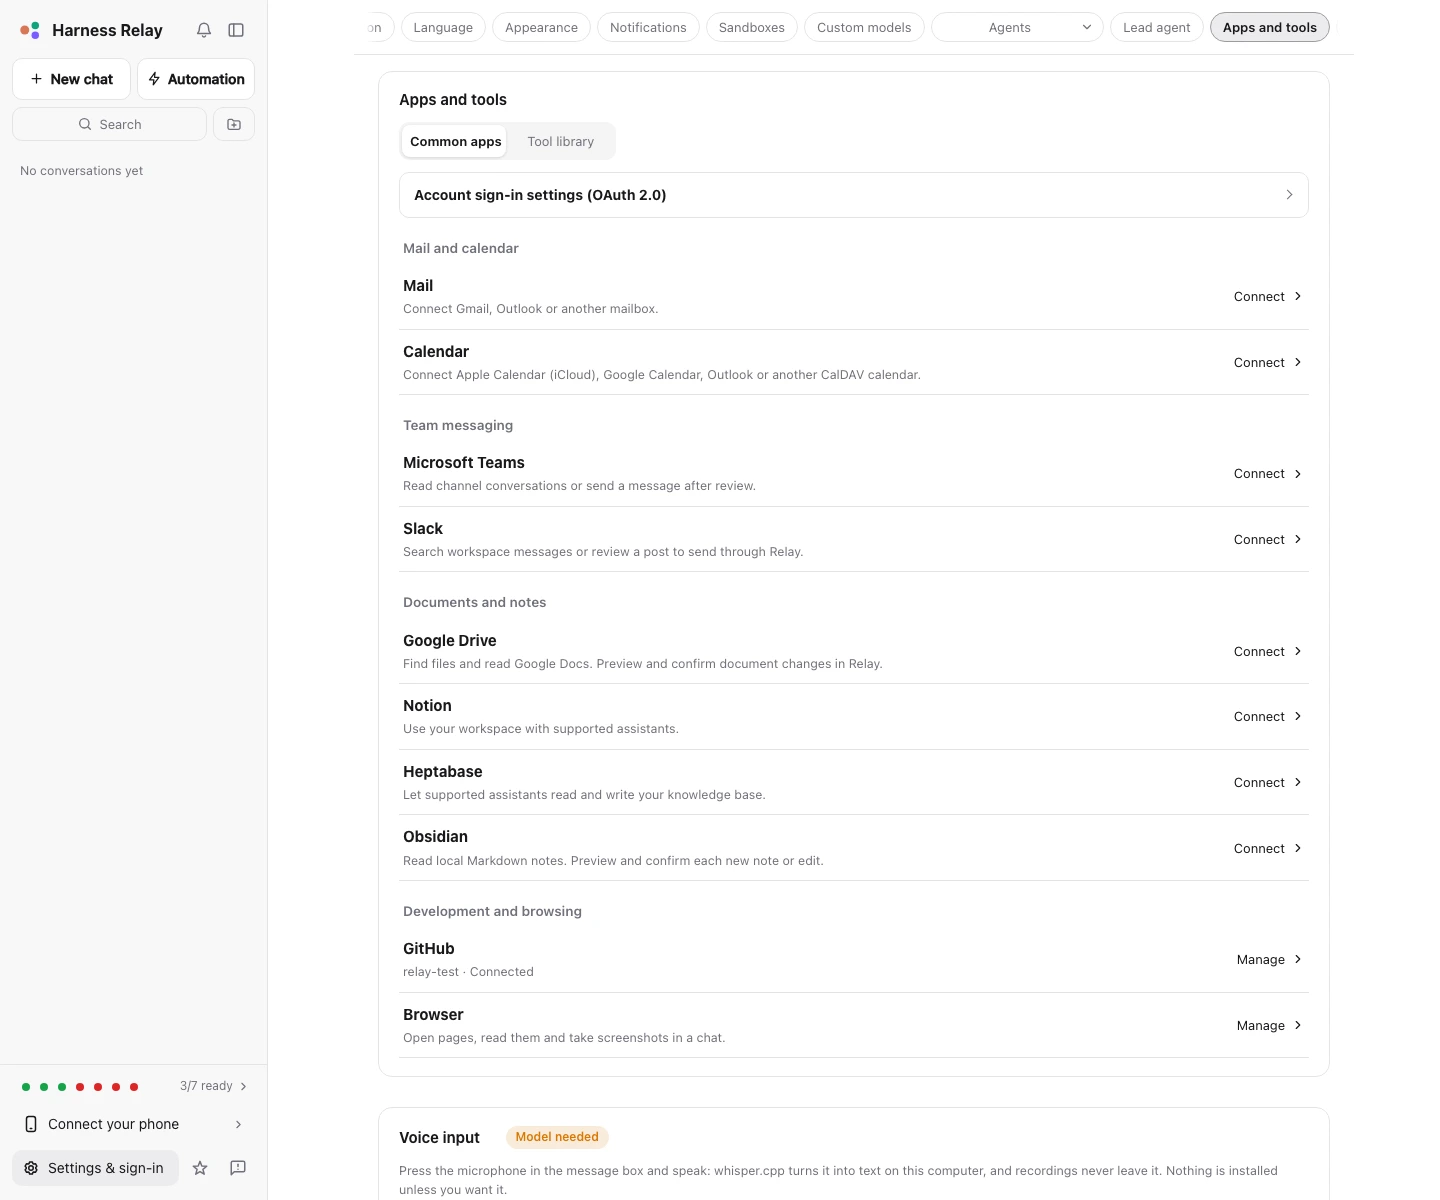 Harness Relay
New chat
Automation
Search
No conversations yet
3/7 ready
Connect your phone
Settings & sign-in
on
Language
Appearance
Notifications
Sandboxes
Custom models
Agents
Lead agent
Apps and tools
Apps and tools
Common apps
Tool library
Account sign-in settings (OAuth 2.0)
Mail and calendar
Mail
Connect Gmail, Outlook or another mailbox.
Connect
Calendar
Connect Apple Calendar (iCloud), Google Calendar, Outlook or another CalDAV calendar.
Connect
Team messaging
Microsoft Teams
Read channel conversations or send a message after review.
Connect
Slack
Search workspace messages or review a post to send through Relay.
Connect
Documents and notes
Google Drive
Find files and read Google Docs. Preview and confirm document changes in Relay.
Connect
Notion
Use your workspace with supported assistants.
Connect
Heptabase
Let supported assistants read and write your knowledge base.
Connect
Obsidian
Read local Markdown notes. Preview and confirm each new note or edit.
Connect
Development and browsing
GitHub
relay-test · Connected
Manage
Browser
Open pages, read them and take screenshots in a chat.
Manage
Voice input
Model needed
Press the microphone in the message box and speak: whisper.cpp turns it into text on this computer, and recordings never leave it. Nothing is installed
unless you want it.